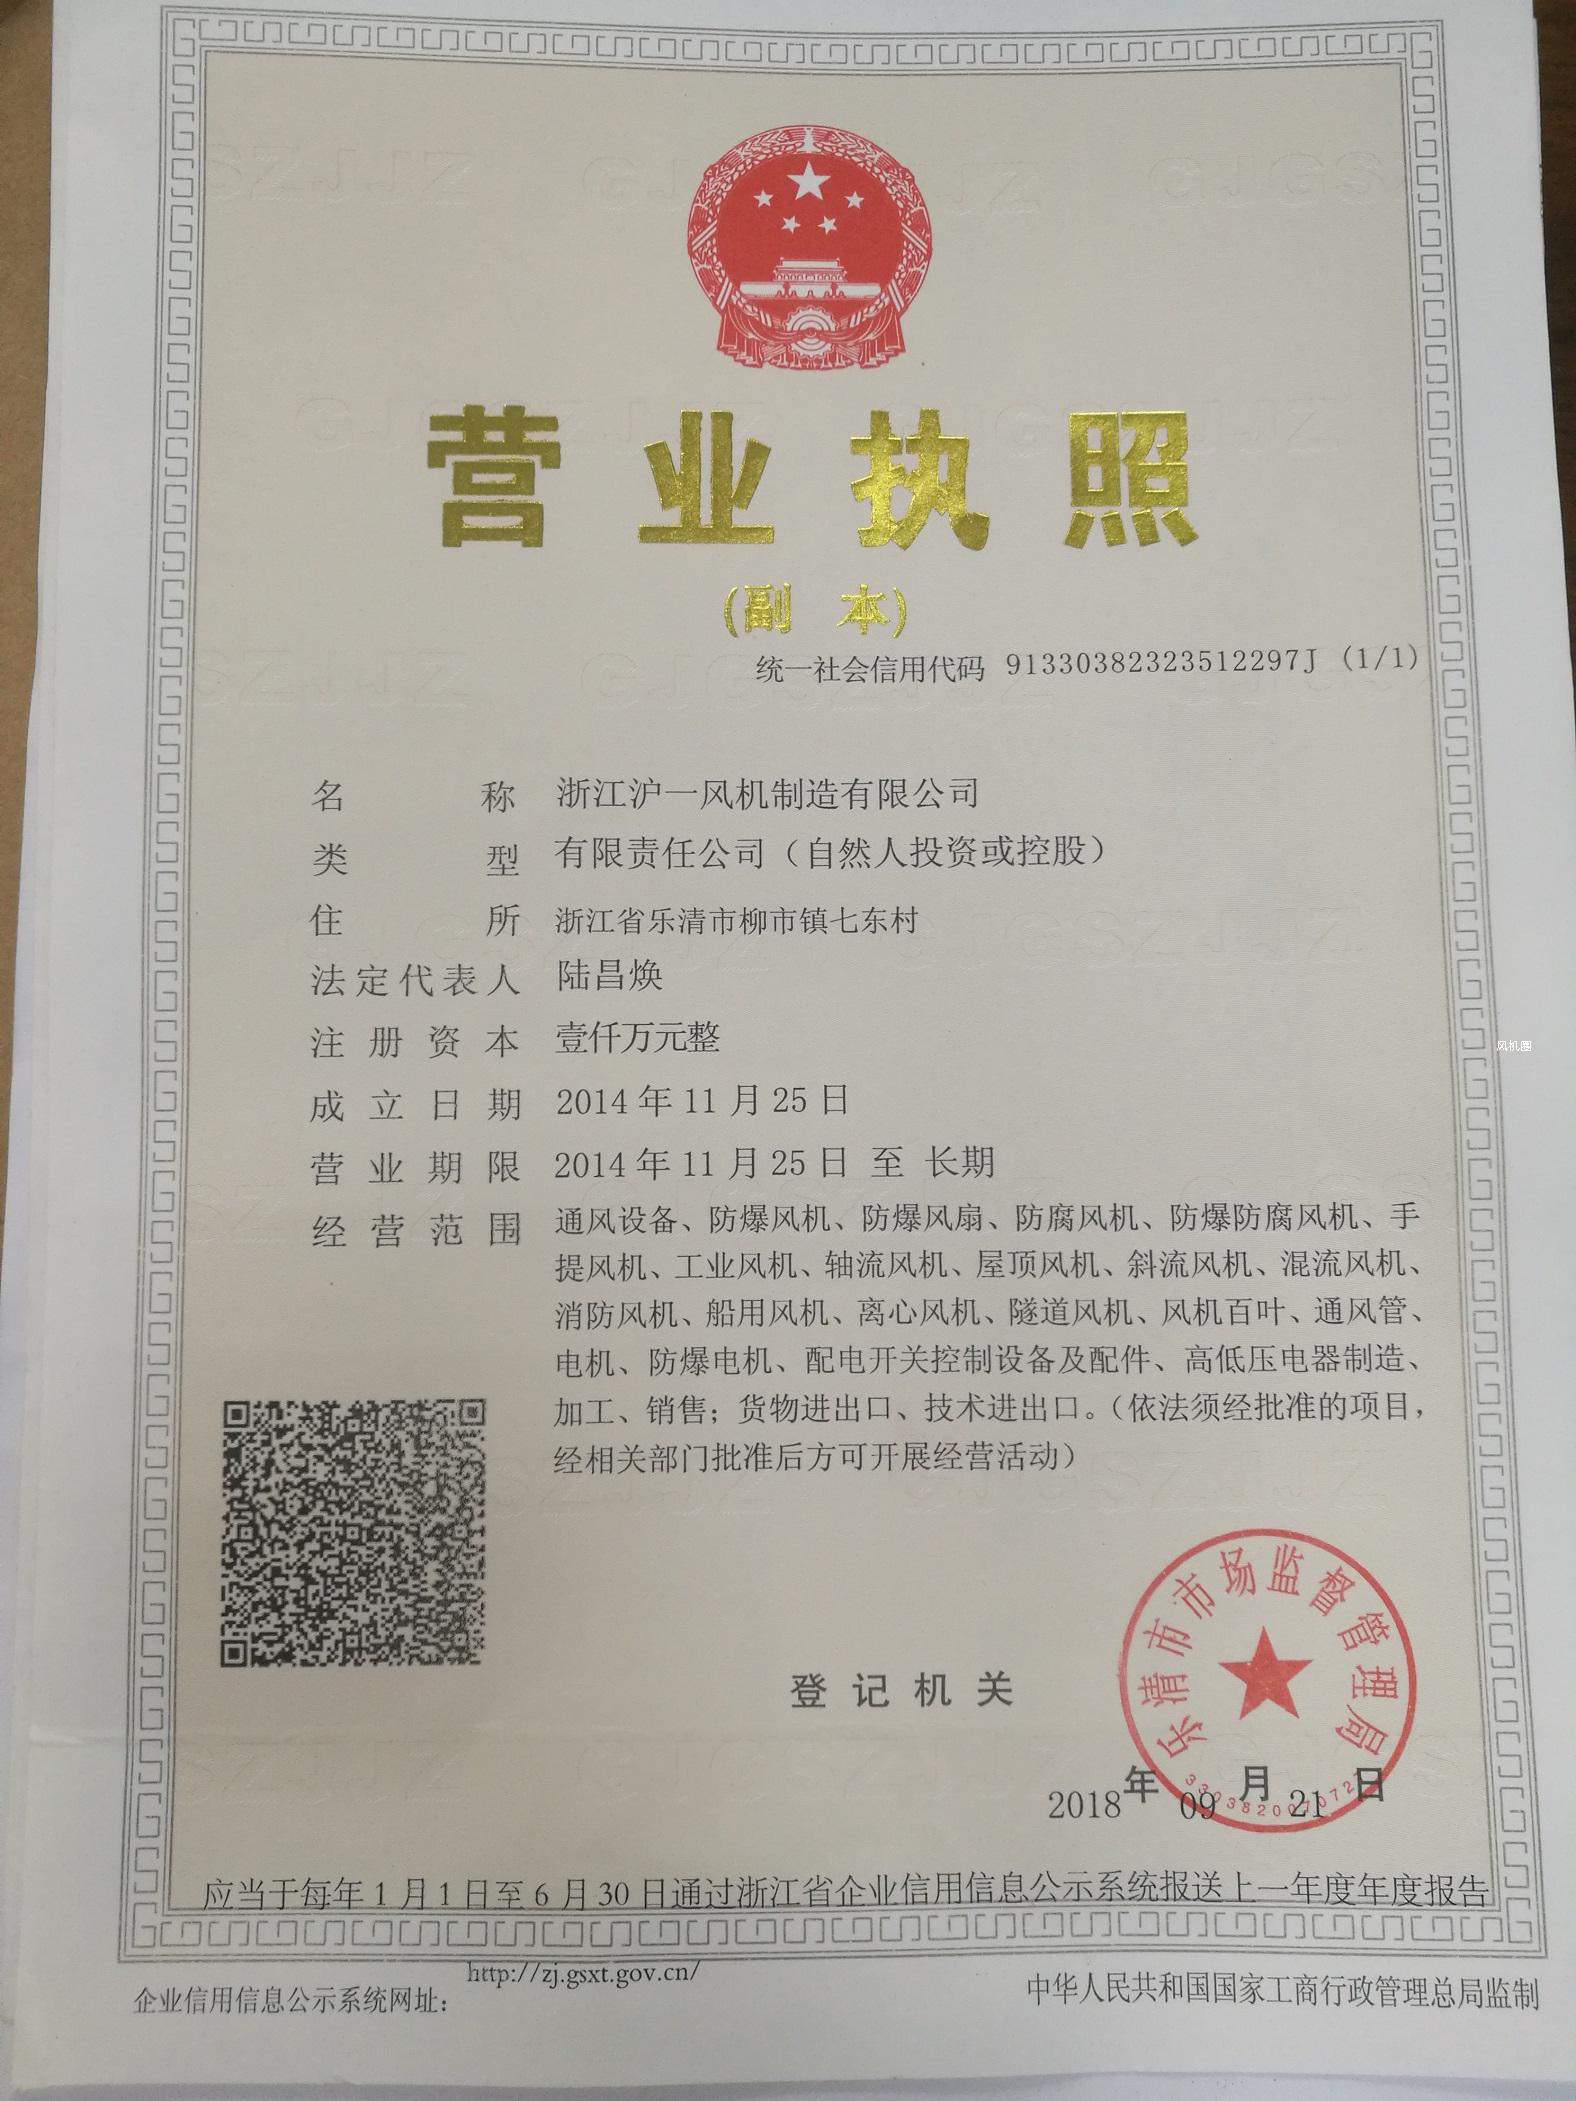 营业执照
(副 本)
统一社会信用代码 91330382323512297J (1/1)
名 称 浙江沪一风机制造有限公司
类 型 有限责任公司（自然人投资或控股）
住 所 浙江省乐清市柳市镇七东村
法定代表人 陆昌焕
注册资本 壹仟万元整
成立日期 2014年11月25日
营业期限 2014年11月25日 至 长期
经营范围 通风设备、防爆风机、防爆风扇、防腐风机、防爆防腐风机、手
提风机、工业风机、轴流风机、屋顶风机、斜流风机、混流风机、
消防风机、船用风机、离心风机、隧道风机、风机百叶、通风管、
电机、防爆电机、配电开关控制设备及配件、高低压电器制造、
加工、销售；货物进出口、技术进出口。（依法须经批准的项目，
经相关部门批准后方可开展经营活动）
风机圈
乐清市市场监督管理局
登记机关
2018年09月21日
应当于每年1月1日至6月30日通过浙江省企业信用信息公示系统报送上一年度年度报告
企业信用信息公示系统网址： http://zj.gsxt.gov.cn/
中华人民共和国国家工商行政管理总局监制